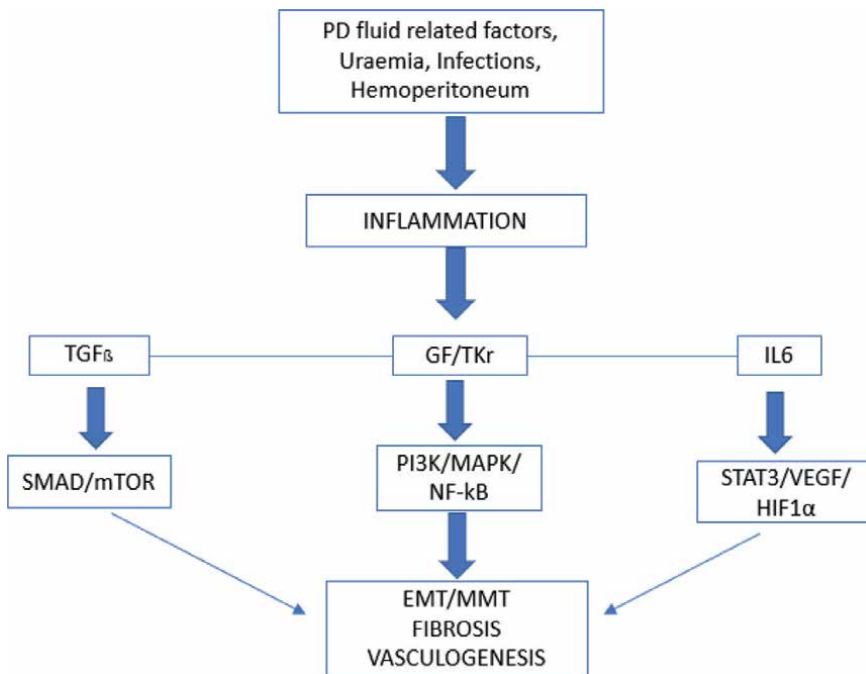 PD fluid related factors,
Uraemia, Infections,
Hemoperitoneum
INFLAMMATION
TGFß
GF/TKr
IL6
SMAD/mTOR
PI3K/MAPK/
NF-kB
STAT3/VEGF/
HIF1α
EMT/MMT
FIBROSIS
VASCULOGENESIS